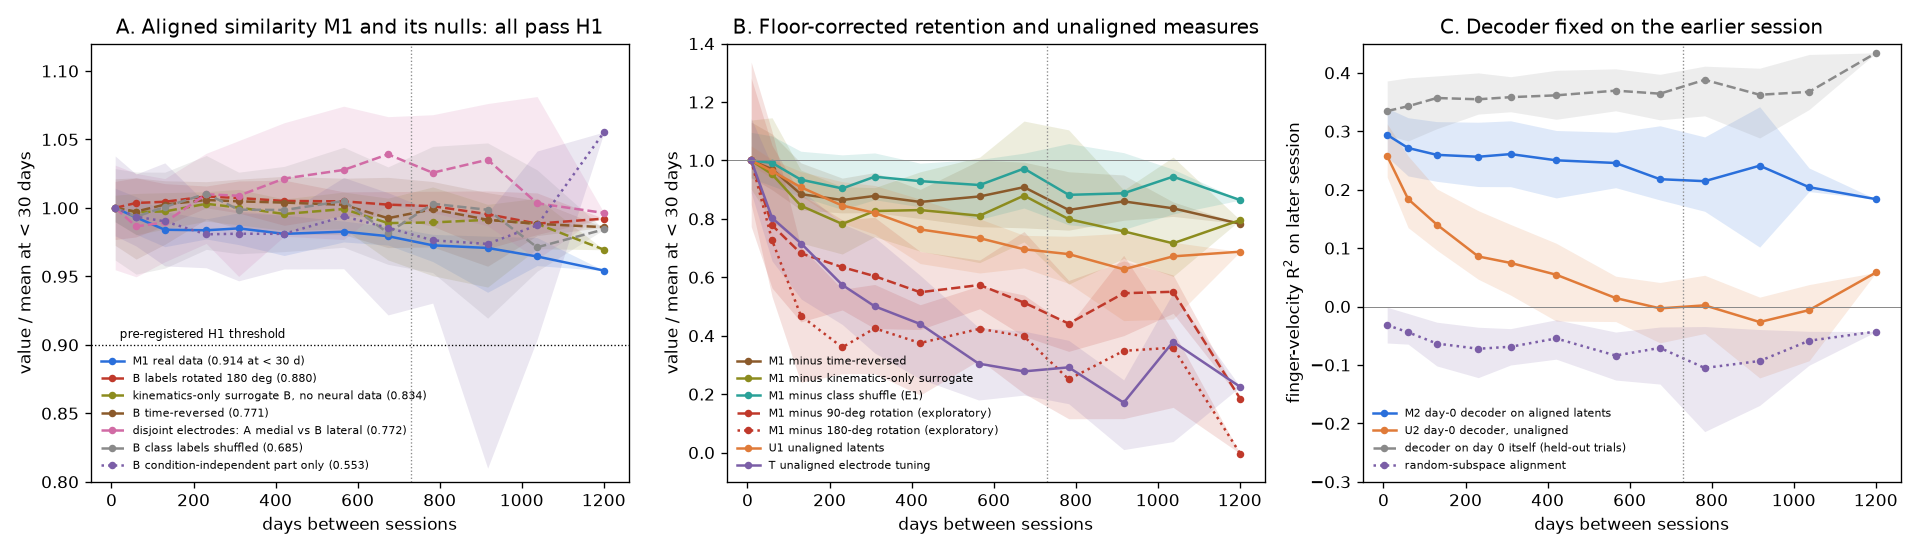 A. Aligned similarity M1 and its nulls: all pass H1
value / mean at < 30 days
1.10
1.05
1.00
0.95
0.90
0.85
0.80
pre-registered H1 threshold
M1 real data (0.914 at < 30 d)
B labels rotated 180 deg (0.880)
kinematics-only surrogate B, no neural data (0.834)
B time-reversed (0.771)
disjoint electrodes: A medial vs B lateral (0.772)
B class labels shuffled (0.685)
B condition-independent part only (0.553)
0 200 400 600 800 1000 1200
days between sessions
B. Floor-corrected retention and unaligned measures
value / mean at < 30 days
1.4
1.2
1.0
0.8
0.6
0.4
0.2
0.0
M1 minus time-reversed
M1 minus kinematics-only surrogate
M1 minus class shuffle (E1)
M1 minus 90-deg rotation (exploratory)
M1 minus 180-deg rotation (exploratory)
U1 unaligned latents
T unaligned electrode tuning
0 200 400 600 800 1000 1200
days between sessions
C. Decoder fixed on the earlier session
finger-velocity R² on later session
0.4
0.3
0.2
0.1
0.0
−0.1
−0.2
−0.3
M2 day-0 decoder on aligned latents
U2 day-0 decoder, unaligned
decoder on day 0 itself (held-out trials)
random-subspace alignment
0 200 400 600 800 1000 1200
days between sessions